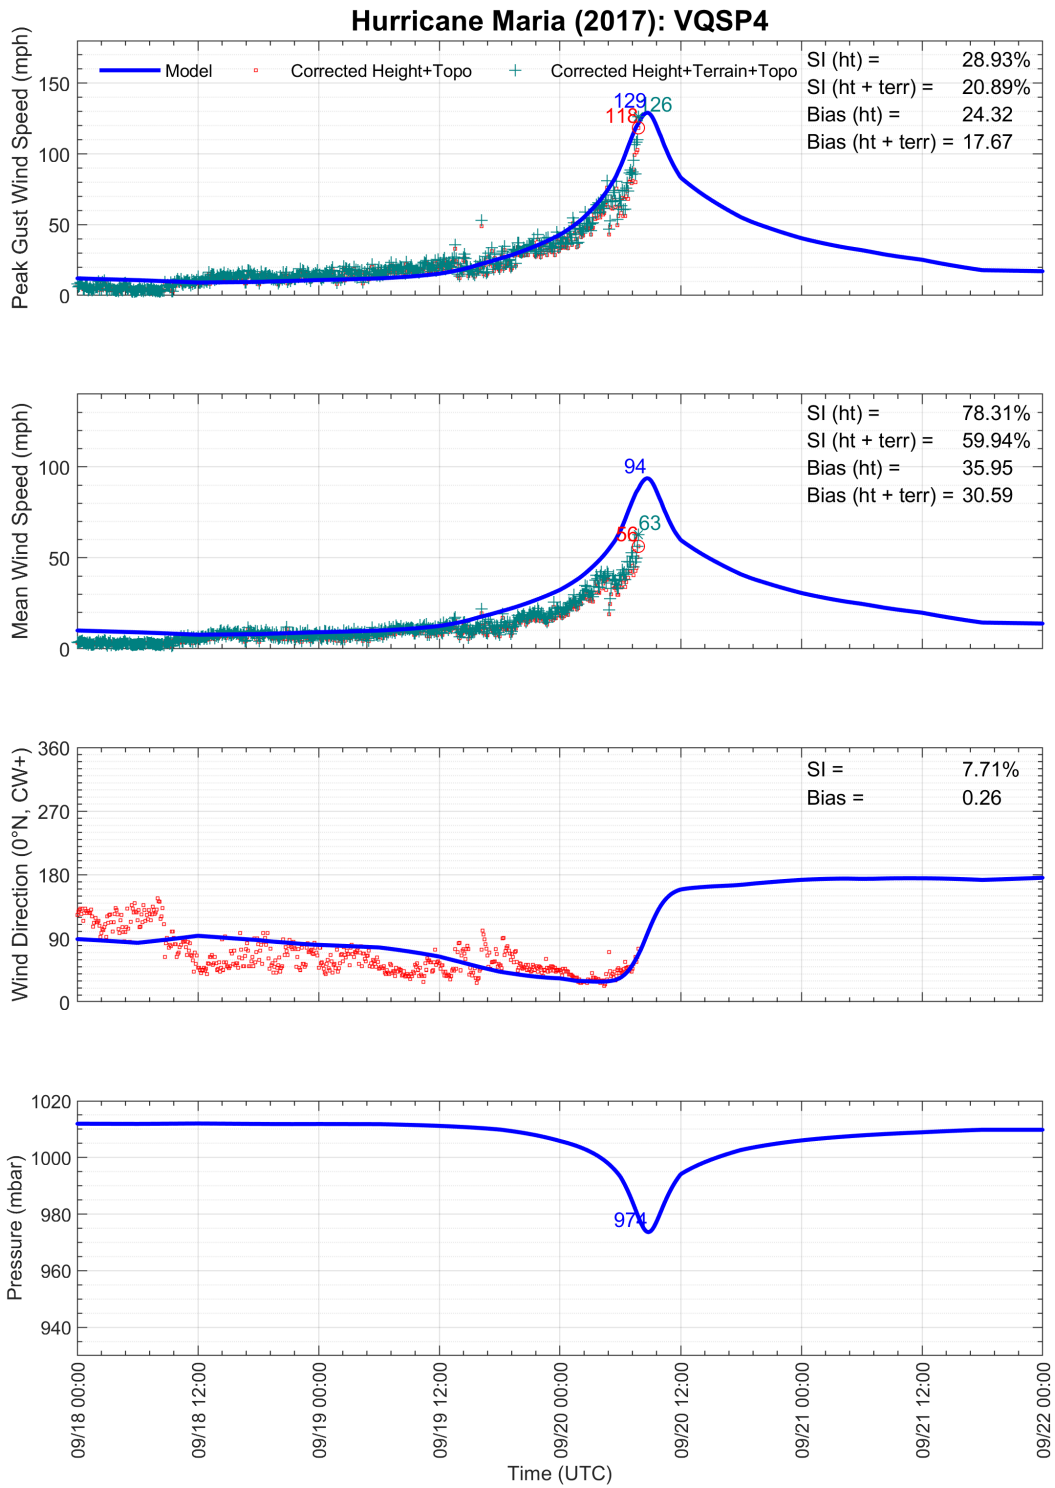 Hurricane Maria (2017): VQSP4
Peak Gust Wind Speed (mph)
150
100
50
0
Model
Corrected Height+Topo
Corrected Height+Terrain+Topo
SI (ht) = 28.93%
SI (ht + terr) = 20.89%
Bias (ht) = 24.32
Bias (ht + terr) = 17.67
129
126
118
Mean Wind Speed (mph)
100
50
0
SI (ht) = 78.31%
SI (ht + terr) = 59.94%
Bias (ht) = 35.95
Bias (ht + terr) = 30.59
94
63
56
Wind Direction (0°N, CW+)
360
270
180
90
0
SI = 7.71%
Bias = 0.26
Pressure (mbar)
1020
1000
980
960
940
974
09/18 00:00
09/18 12:00
09/19 00:00
09/19 12:00
09/20 00:00
09/20 12:00
09/21 00:00
09/21 12:00
09/22 00:00
Time (UTC)